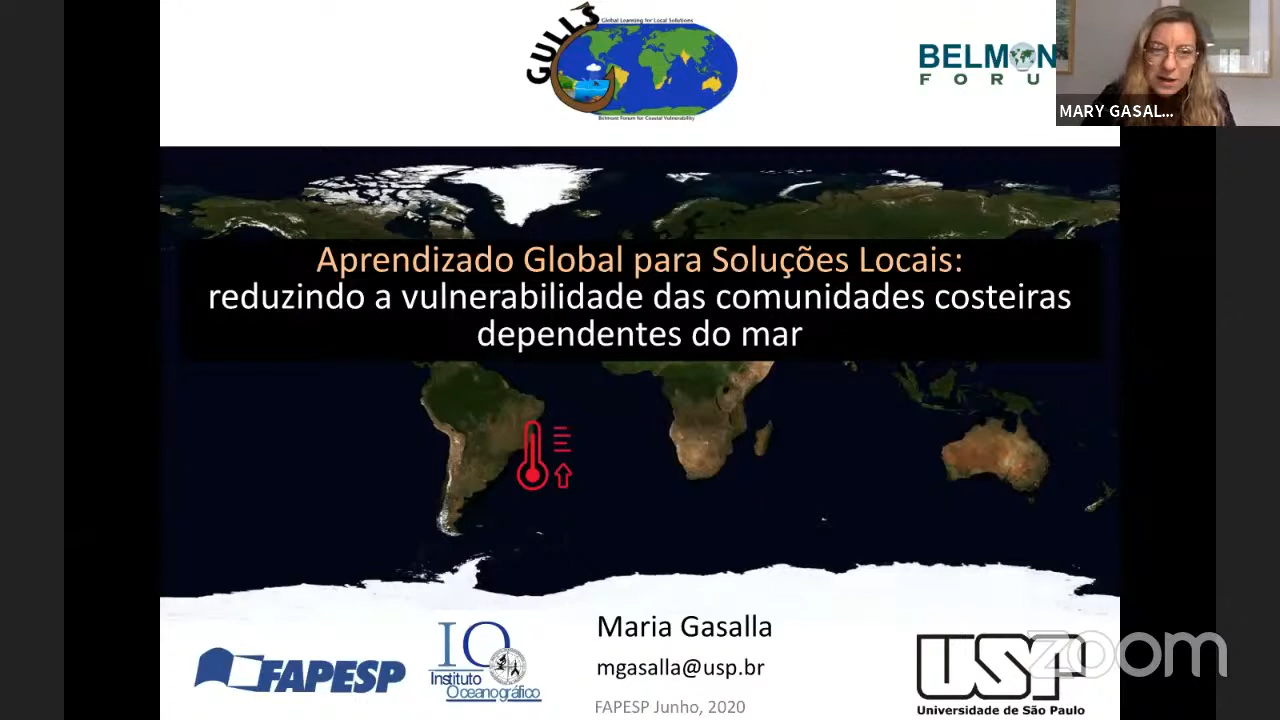 GULLS
Global Learning for Local Solutions
Belmont Forum for Coastal Vulnerability
BELMON
FORU
MARY GASAL...
Aprendizado Global para Soluções Locais:
reduzindo a vulnerabilidade das comunidades costeiras
dependentes do mar
FAPESP
IO
Instituto
Oceanográfico
Maria Gasalla
mgasalla@usp.br
FAPESP Junho, 2020
USP
Universidade de São Paulo
zoom